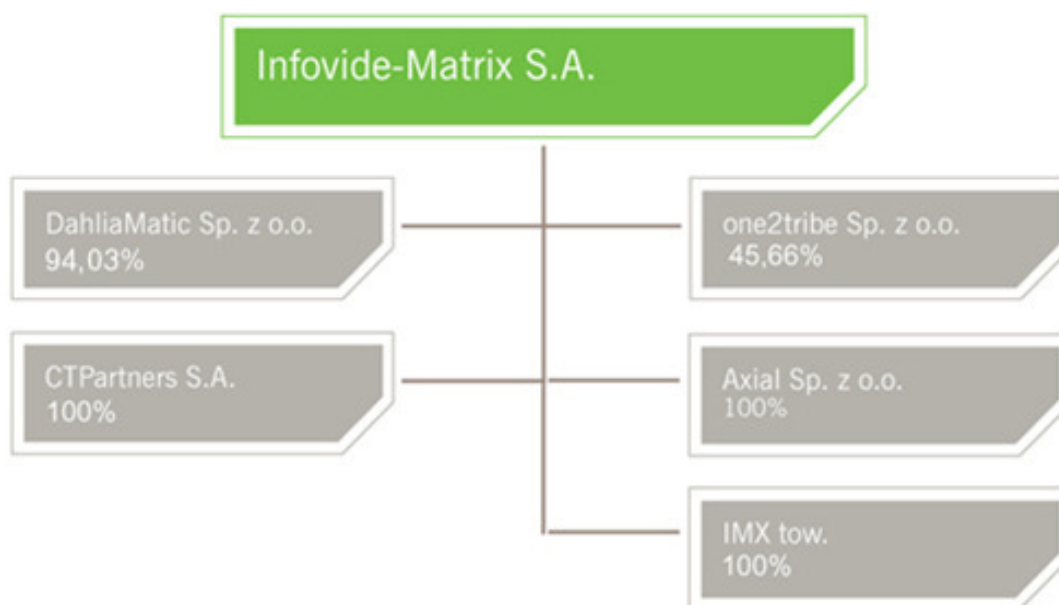 Infovide-Matrix S.A.
DahliaMatic Sp. z o.o.
94,03%
one2tribe Sp. z o.o.
45,66%
CTPartners S.A.
100%
Axial Sp. z o.o.
100%
IMX tow.
100%